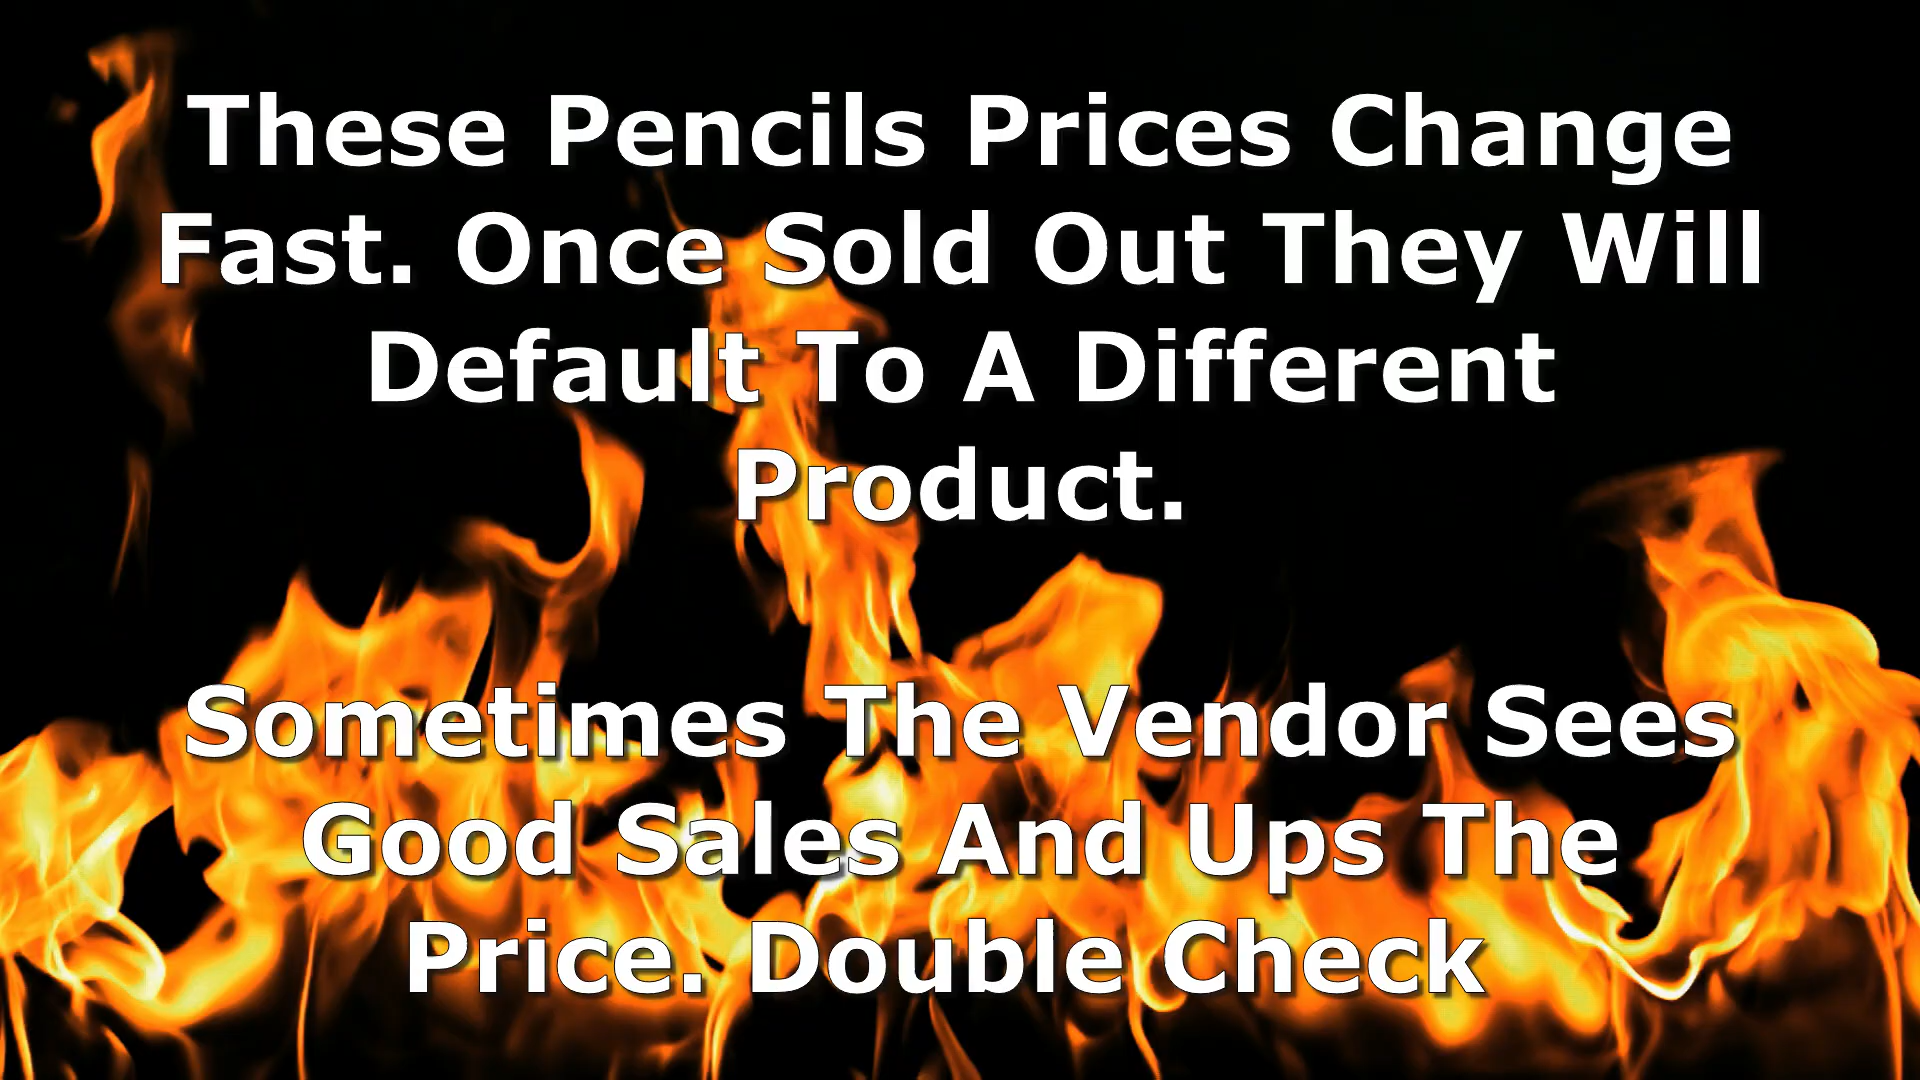 These Pencils Prices Change
Fast. Once Sold Out They Will
Default To A Different
Product.
Sometimes The Vendor Sees
Good Sales And Ups The
Price. Double Check